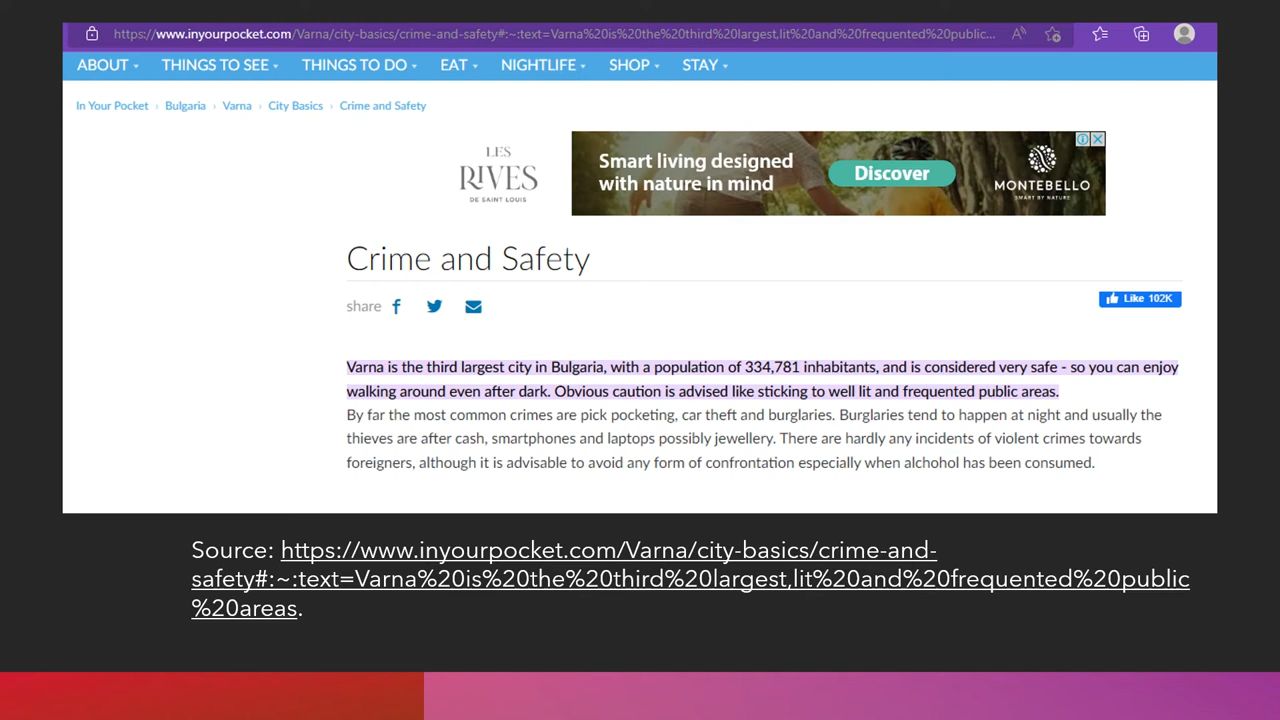 https://www.inyourpocket.com/Varna/city-basics/crime-and-safety#:~:text=Varna%20is%20the%20third%20largest,lit%20and%20frequented%20public...
ABOUT THINGS TO SEE THINGS TO DO EAT NIGHTLIFE SHOP STAY
In Your Pocket › Bulgaria › Varna › City Basics › Crime and Safety
LES
RIVES
DE SAINT LOUIS
Smart living designed
with nature in mind
Discover
MONTEBELLO
SMART BY NATURE
Crime and Safety
share
Like 102K
Varna is the third largest city in Bulgaria, with a population of 334,781 inhabitants, and is considered very safe - so you can enjoy
walking around even after dark. Obvious caution is advised like sticking to well lit and frequented public areas.
By far the most common crimes are pick pocketing, car theft and burglaries. Burglaries tend to happen at night and usually the
thieves are after cash, smartphones and laptops possibly jewellery. There are hardly any incidents of violent crimes towards
foreigners, although it is advisable to avoid any form of confrontation especially when alchohol has been consumed.
Source: https://www.inyourpocket.com/Varna/city-basics/crime-and-
safety#:~:text=Varna%20is%20the%20third%20largest,lit%20and%20frequented%20public
%20areas.